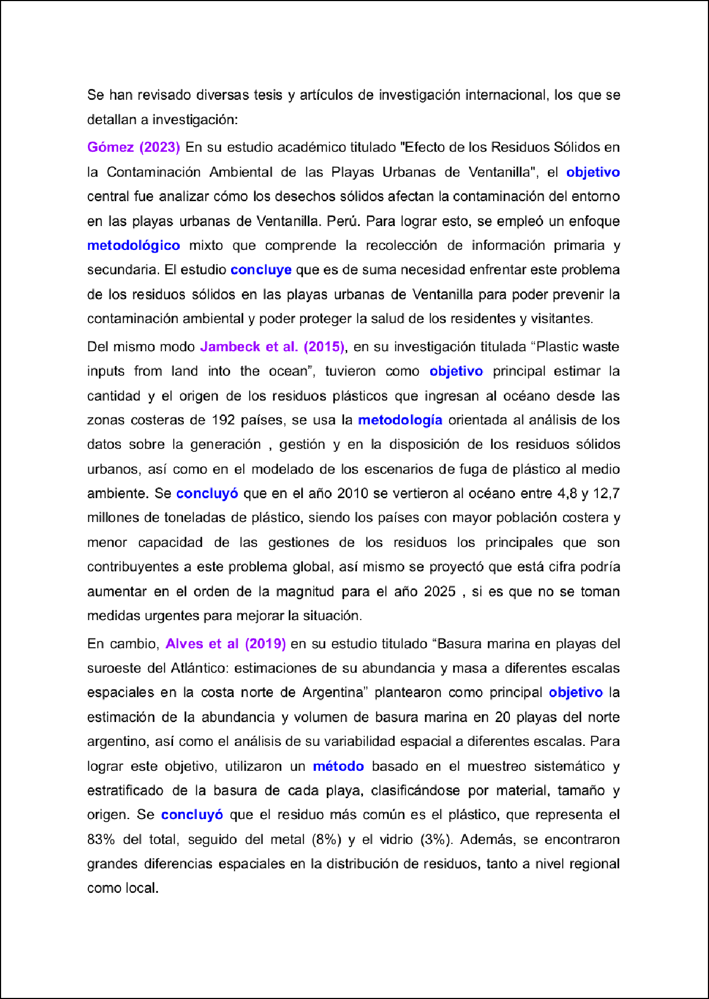 Se han revisado diversas tesis y artículos de investigación internacional, los que se
detallan a investigación:
Gómez (2023) En su estudio académico titulado "Efecto de los Residuos Sólidos en
la Contaminación Ambiental de las Playas Urbanas de Ventanilla", el objetivo
central fue analizar cómo los desechos sólidos afectan la contaminación del entorno
en las playas urbanas de Ventanilla. Perú. Para lograr esto, se empleó un enfoque
metodológico mixto que comprende la recolección de información primaria y
secundaria. El estudio concluye que es de suma necesidad enfrentar este problema
de los residuos sólidos en las playas urbanas de Ventanilla para poder prevenir la
contaminación ambiental y poder proteger la salud de los residentes y visitantes.
Del mismo modo Jambeck et al. (2015), en su investigación titulada “Plastic waste
inputs from land into the ocean”, tuvieron como objetivo principal estimar la
cantidad y el origen de los residuos plásticos que ingresan al océano desde las
zonas costeras de 192 países, se usa la metodología orientada al análisis de los
datos sobre la generación , gestión y en la disposición de los residuos sólidos
urbanos, así como en el modelado de los escenarios de fuga de plástico al medio
ambiente. Se concluyó que en el año 2010 se vertieron al océano entre 4,8 y 12,7
millones de toneladas de plástico, siendo los países con mayor población costera y
menor capacidad de las gestiones de los residuos los principales que son
contribuyentes a este problema global, así mismo se proyectó que está cifra podría
aumentar en el orden de la magnitud para el año 2025 , si es que no se toman
medidas urgentes para mejorar la situación.
En cambio, Alves et al (2019) en su estudio titulado “Basura marina en playas del
suroeste del Atlántico: estimaciones de su abundancia y masa a diferentes escalas
espaciales en la costa norte de Argentina” plantearon como principal objetivo la
estimación de la abundancia y volumen de basura marina en 20 playas del norte
argentino, así como el análisis de su variabilidad espacial a diferentes escalas. Para
lograr este objetivo, utilizaron un método basado en el muestreo sistemático y
estratificado de la basura de cada playa, clasificándose por material, tamaño y
origen. Se concluyó que el residuo más común es el plástico, que representa el
83% del total, seguido del metal (8%) y el vidrio (3%). Además, se encontraron
grandes diferencias espaciales en la distribución de residuos, tanto a nivel regional
como local.